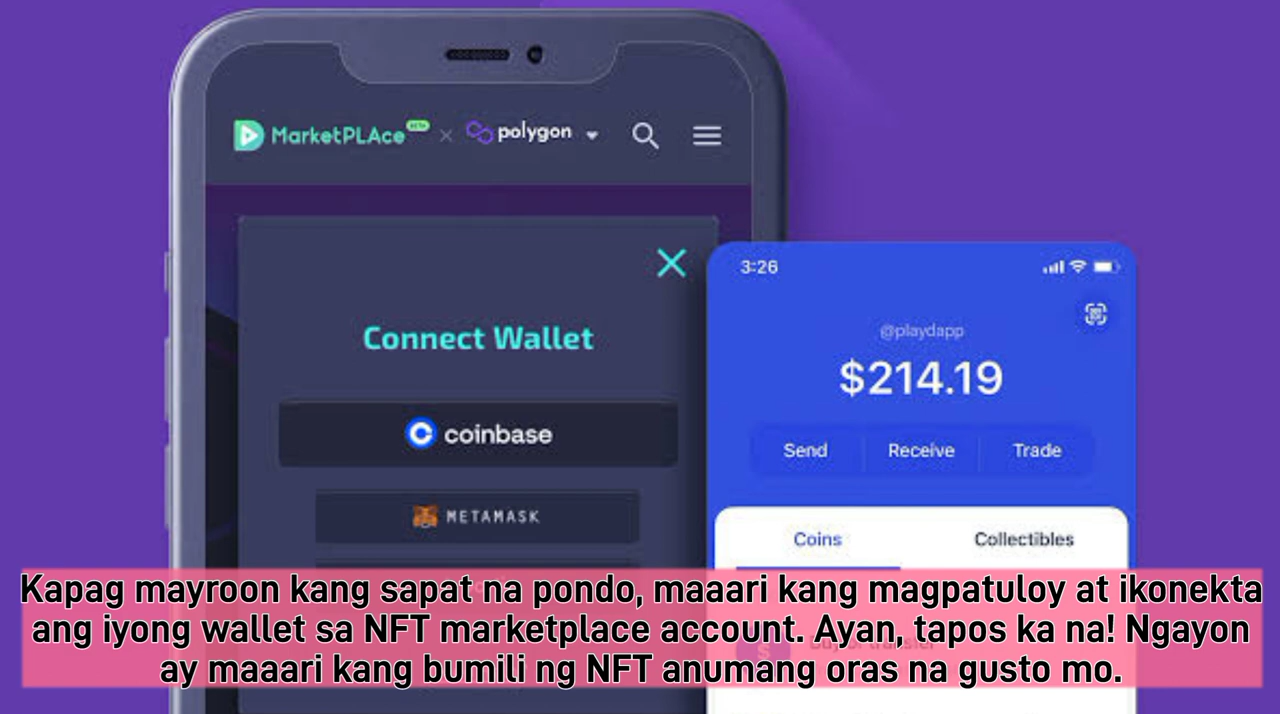 MarketPLAce BETA × polygon
Connect Wallet
coinbase
METAMASK
3:26
@playdapp
$214.19
Send Receive Trade
Coins Collectibles
Kapag mayroon kang sapat na pondo, maaari kang magpatuloy at ikonekta
ang iyong wallet sa NFT marketplace account. Ayan, tapos ka na! Ngayon
ay maaari kang bumili ng NFT anumang oras na gusto mo.